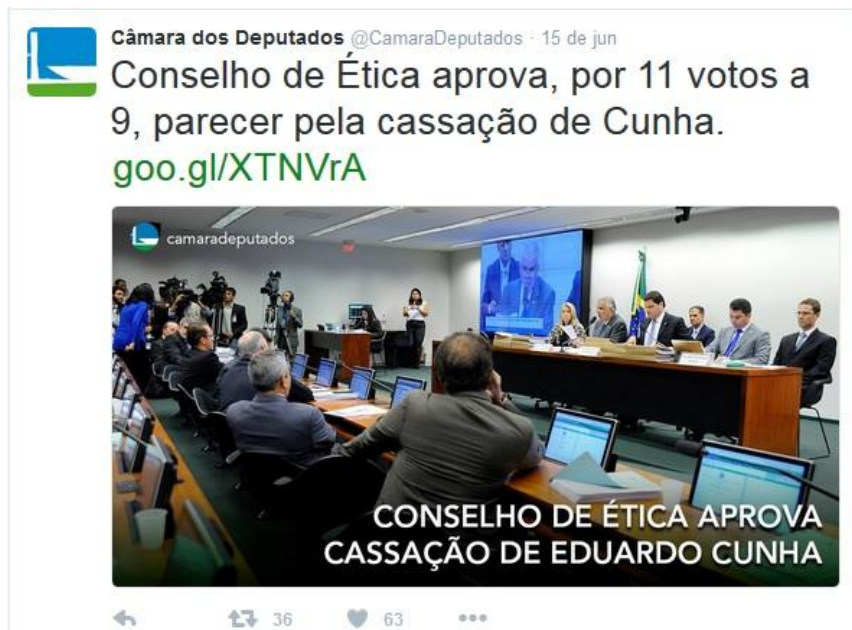 Câmara dos Deputados @CamaraDeputados · 15 de jun
Conselho de Ética aprova, por 11 votos a
9, parecer pela cassação de Cunha.
goo.gl/XTNVrA
camaradeputados
CONSELHO DE ÉTICA APROVA
CASSAÇÃO DE EDUARDO CUNHA
36 63